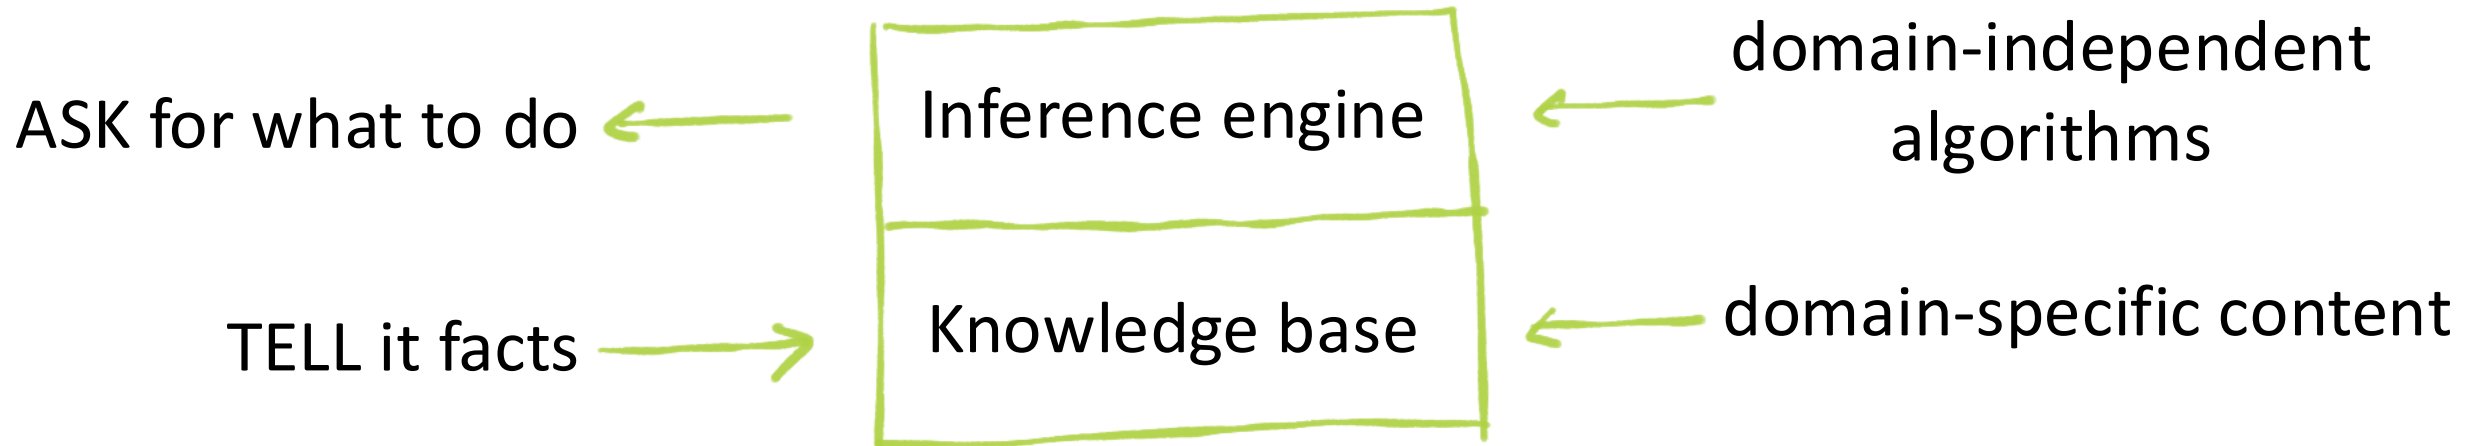 ASK for what to do
Inference engine
domain-independent
algorithms
TELL it facts
Knowledge base
domain-specific content